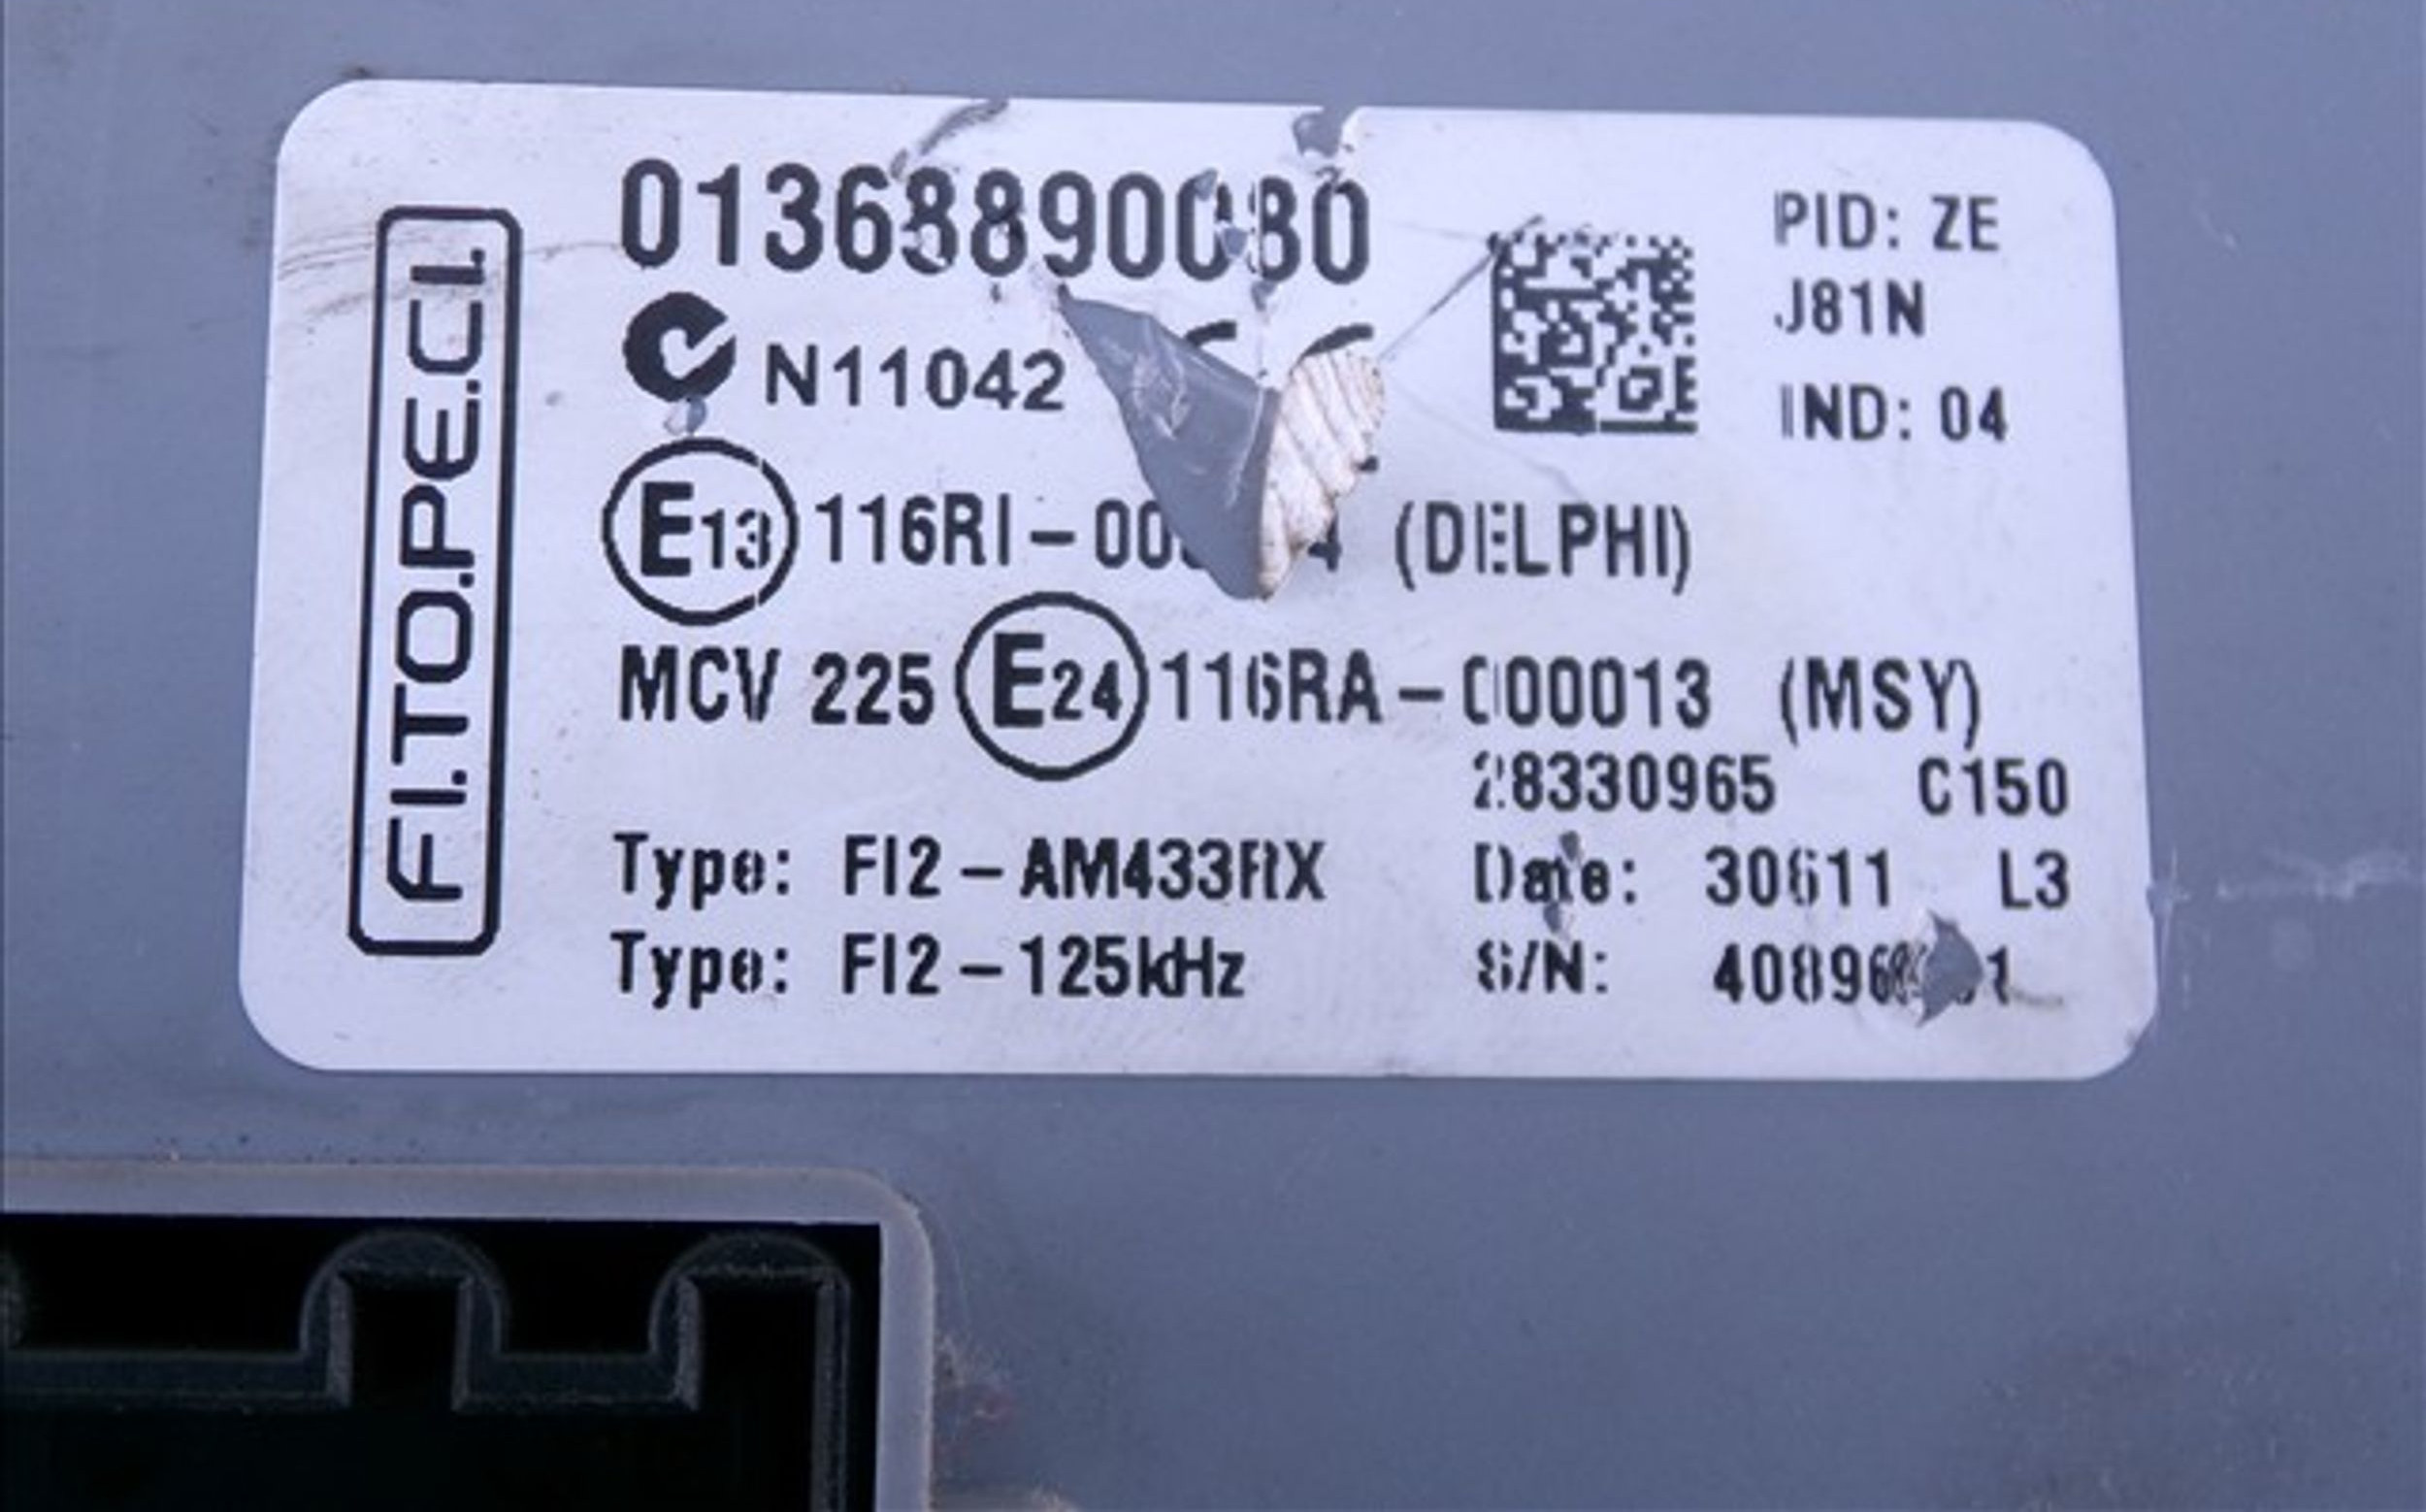 FI.TO.PE.CI.
01368890080
N11042
PID: ZE
J81N
IND: 04
E13 (DELPHI)
MCV 225 E24 116RA-000013 (MSY)
28330965 C150
Type: FI2-AM433RX
Date: 30611 L3
Type: FI2-125kHz
S/N: